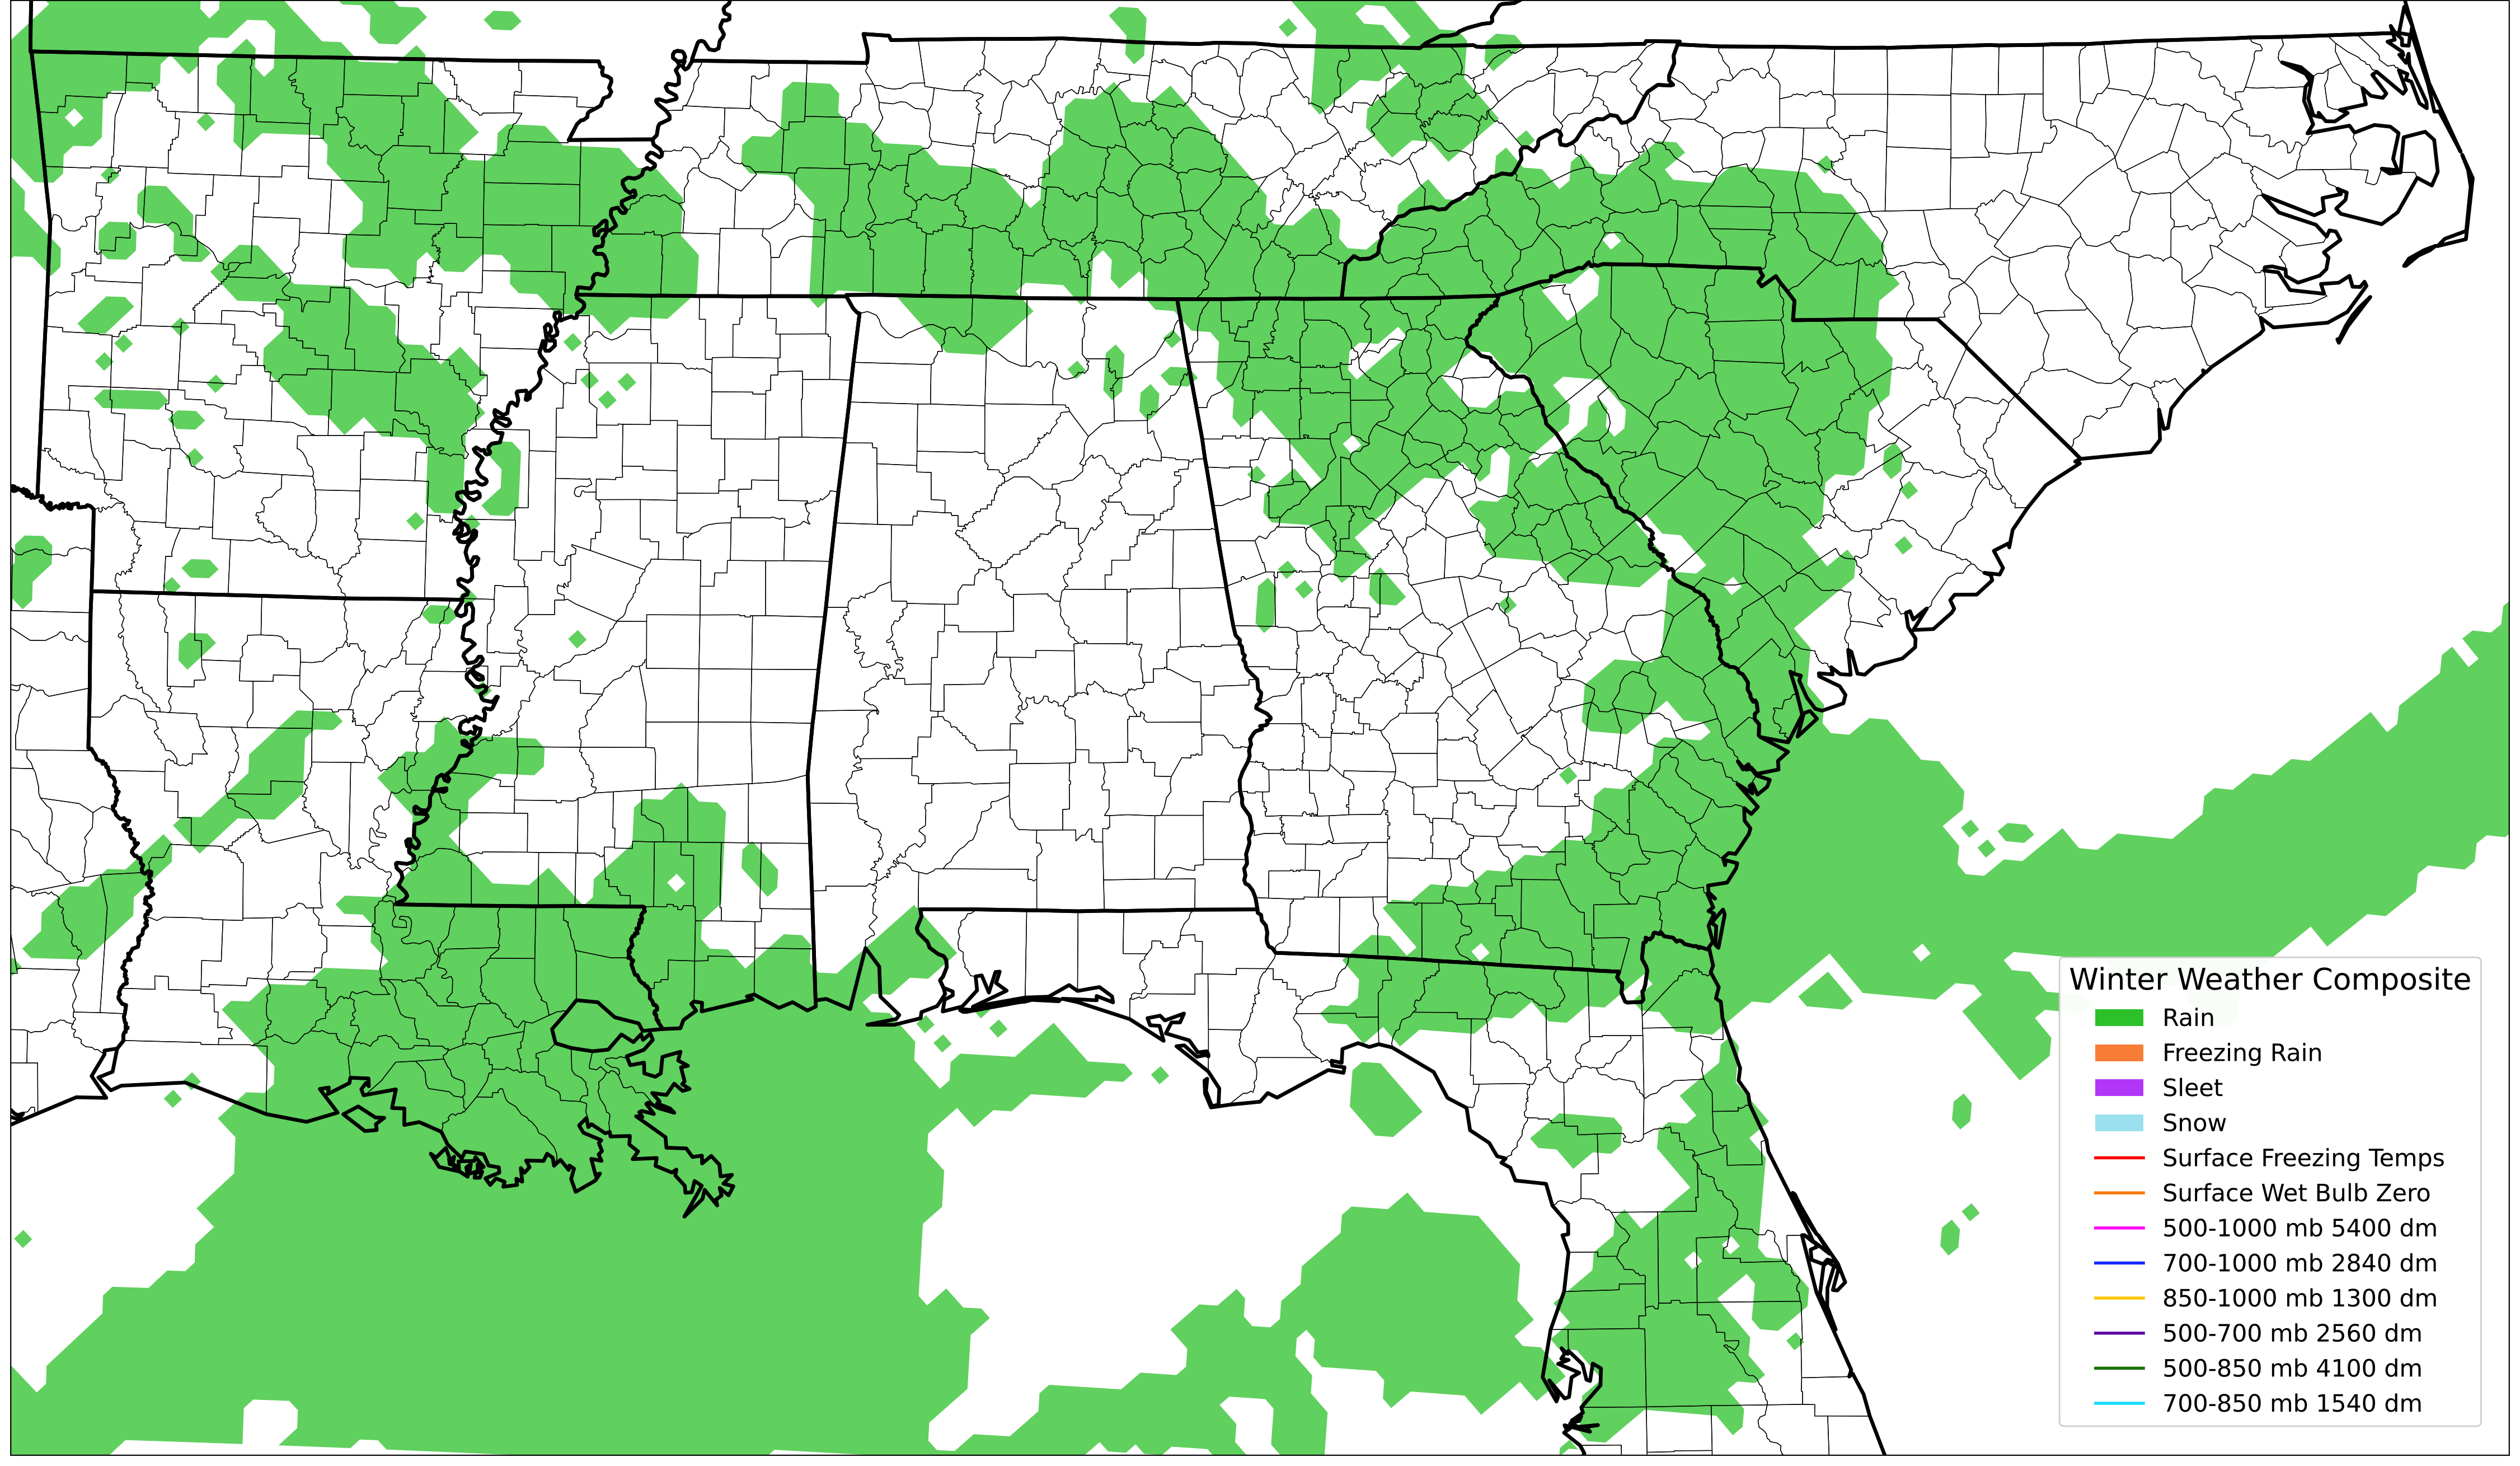 Winter Weather Composite
Rain
Freezing Rain
Sleet
Snow
Surface Freezing Temps
Surface Wet Bulb Zero
500-1000 mb 5400 dm
700-1000 mb 2840 dm
850-1000 mb 1300 dm
500-700 mb 2560 dm
500-850 mb 4100 dm
700-850 mb 1540 dm